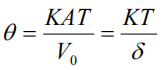 θ = KAT / V₀ = KT / δ